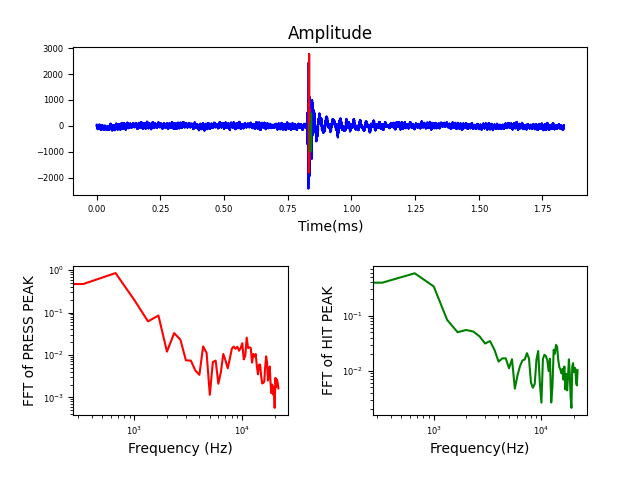 Amplitude
3000
2000
1000
0
−1000
−2000
0.00 0.25 0.50 0.75 1.00 1.25 1.50 1.75
Time(ms)
FFT of PRESS PEAK
10⁰
10⁻¹
10⁻²
10⁻³
10³ 10⁴
Frequency (Hz)
FFT of HIT PEAK
10⁻¹
10⁻²
10³ 10⁴
Frequency(Hz)